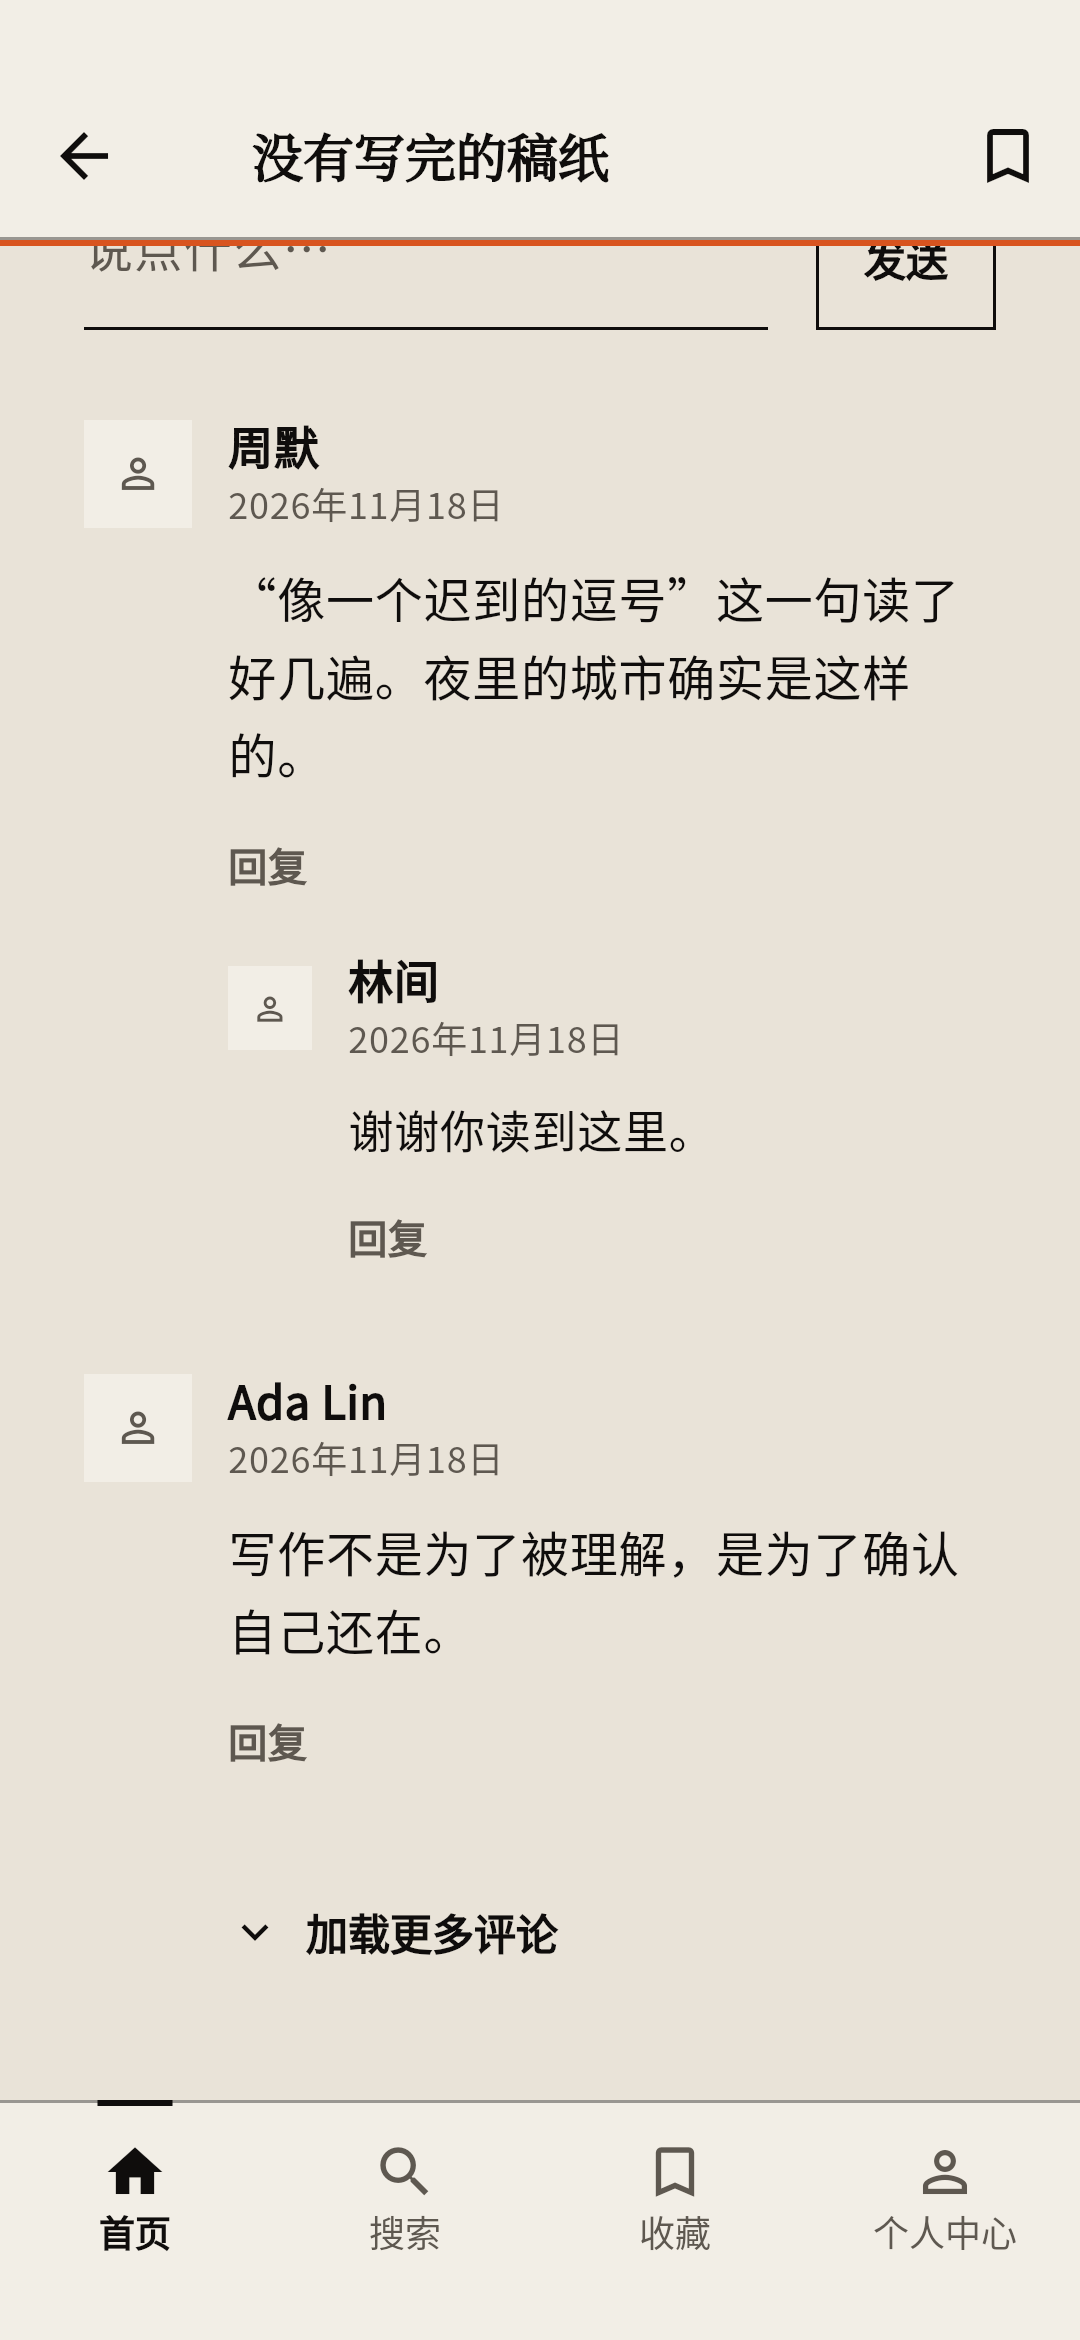 没有写完的稿纸
说点什么…
发送
周默
2026年11月18日
“像一个迟到的逗号”这一句读了
好几遍。夜里的城市确实是这样
的。
回复
林间
2026年11月18日
谢谢你读到这里。
回复
Ada Lin
2026年11月18日
写作不是为了被理解，是为了确认
自己还在。
回复
加载更多评论
首页
搜索
收藏
个人中心